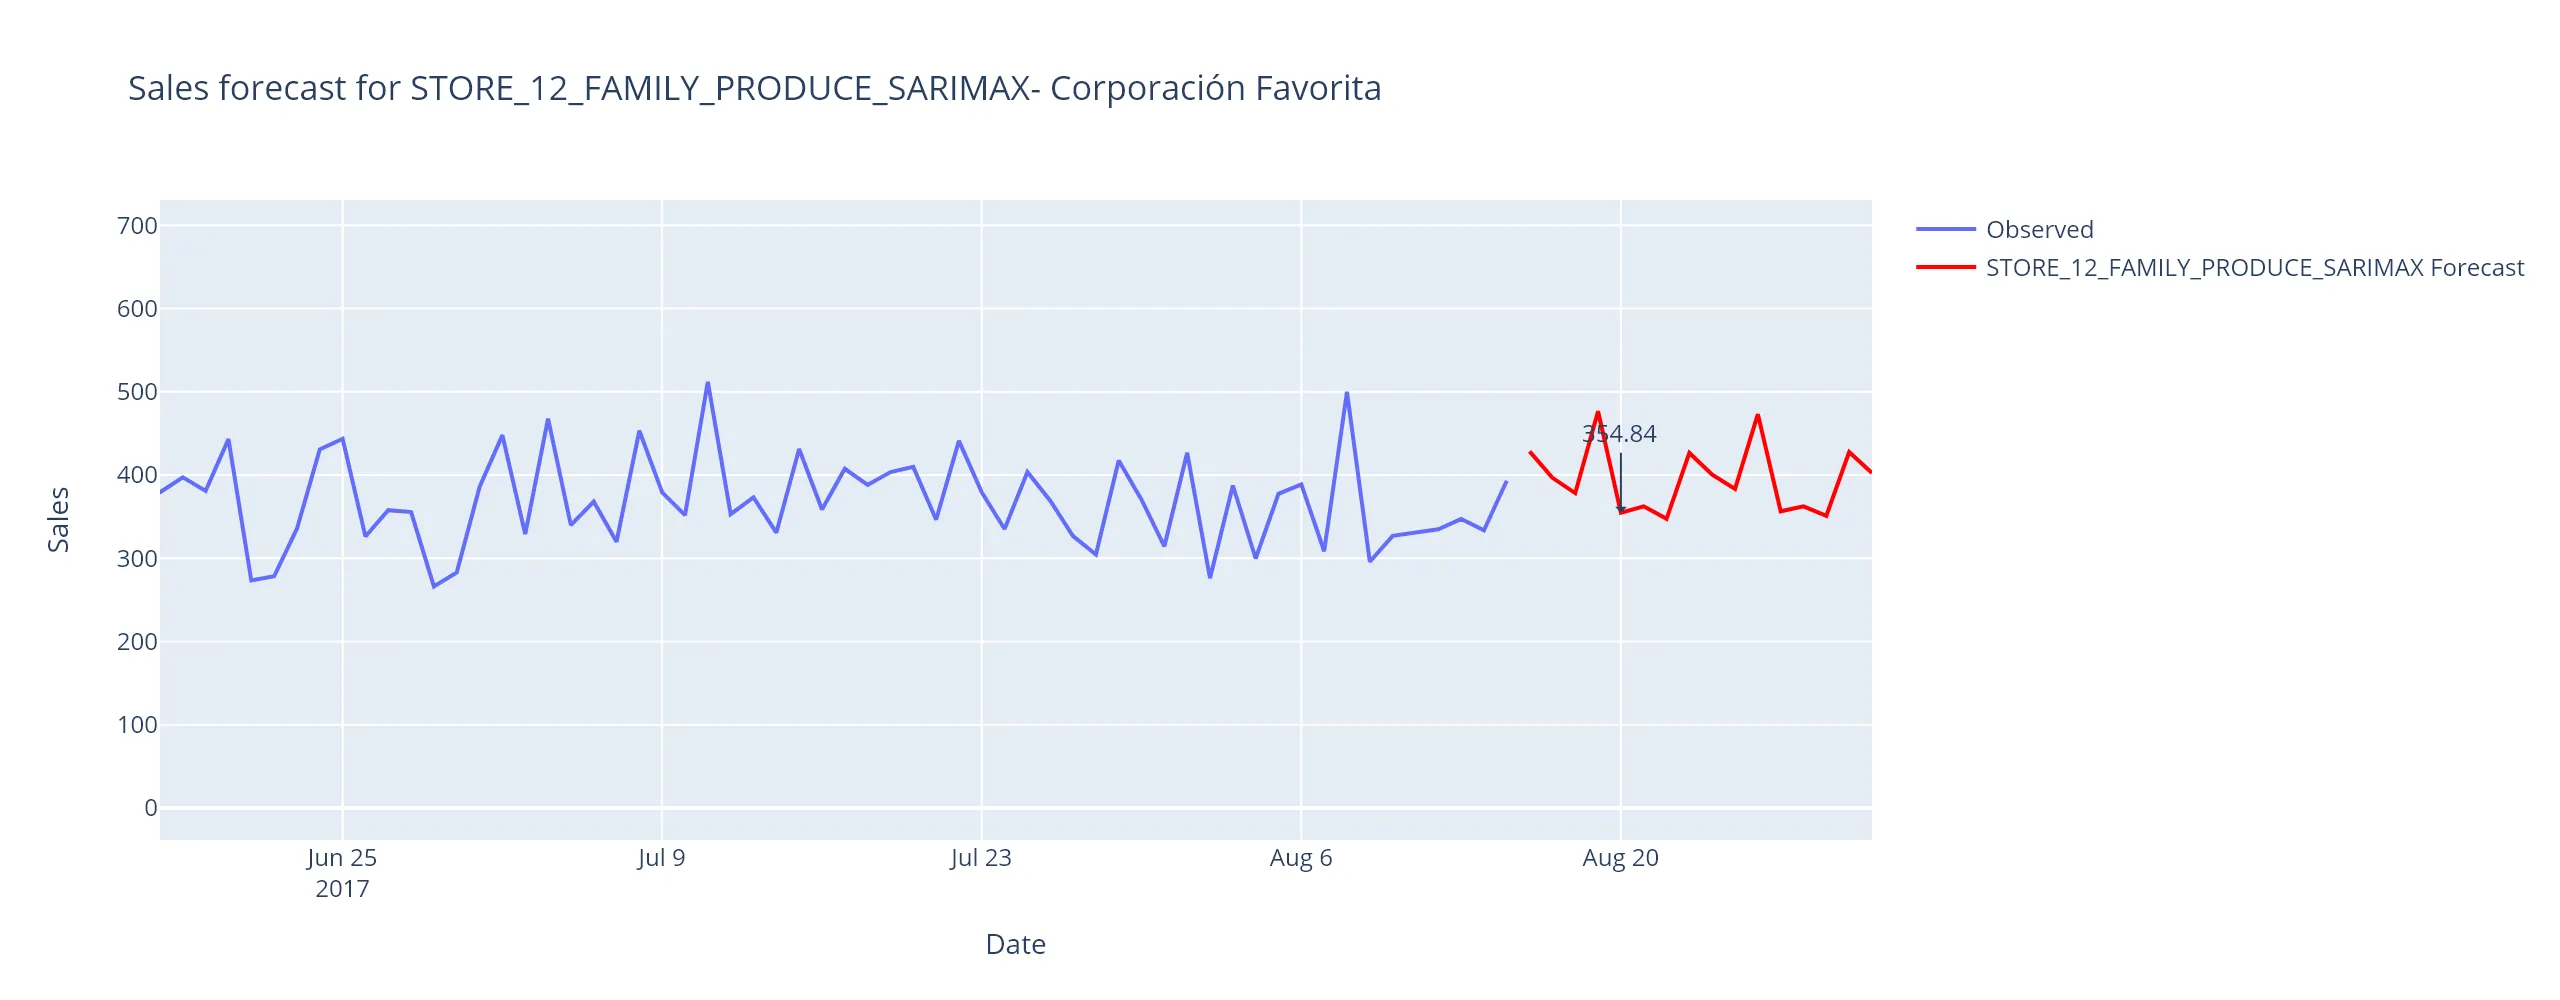 Sales forecast for STORE_12_FAMILY_PRODUCE_SARIMAX- Corporación Favorita
Observed
STORE_12_FAMILY_PRODUCE_SARIMAX Forecast
700
600
500
400
300
200
100
0
Sales
354.84
Jun 25
2017
Jul 9
Jul 23
Aug 6
Aug 20
Date